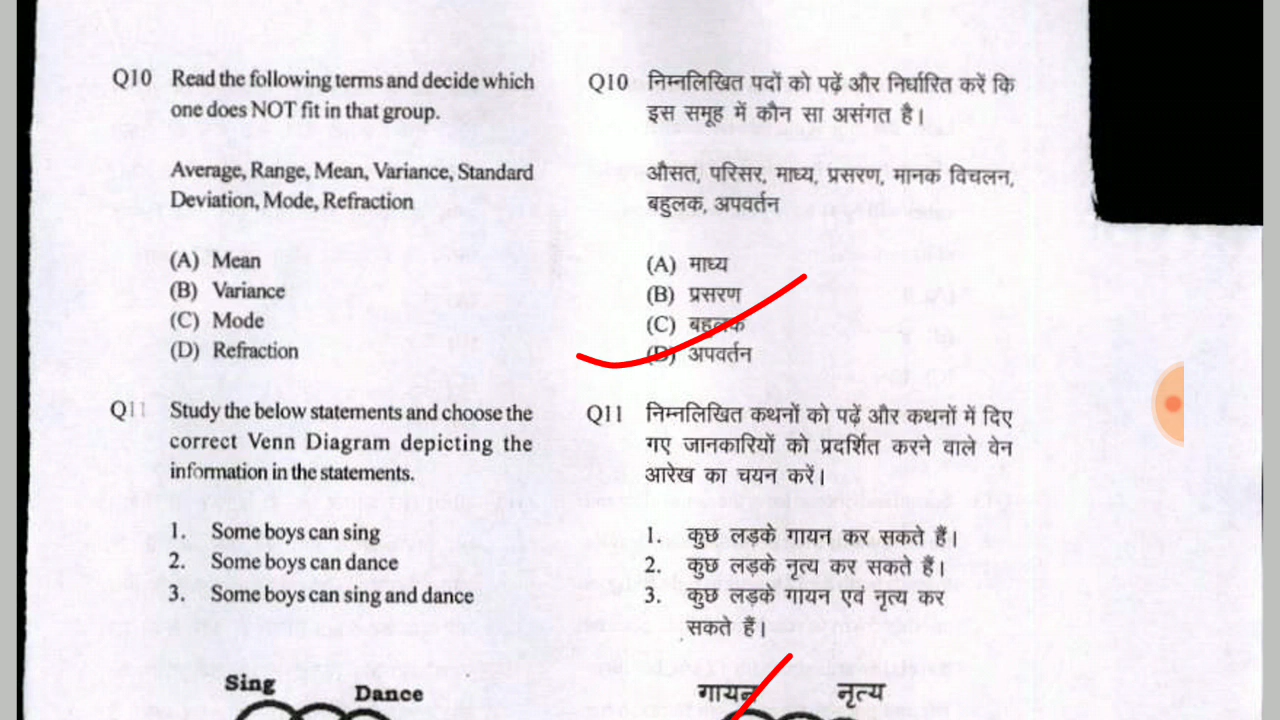 Q10 Read the following terms and decide which
one does NOT fit in that group.
Average, Range, Mean, Variance, Standard
Deviation, Mode, Refraction
(A) Mean
(B) Variance
(C) Mode
(D) Refraction
Q11 Study the below statements and choose the
correct Venn Diagram depicting the
information in the statements.
1. Some boys can sing
2. Some boys can dance
3. Some boys can sing and dance
Sing
Dance
Q10 निम्नलिखित पदों को पढ़ें और निर्धारित करें कि
इस समूह में कौन सा असंगत है।
औसत, परिसर, माध्य, प्रसरण, मानक विचलन,
बहुलक, अपवर्तन
(A) माध्य
(B) प्रसरण
(C) बहुलक
(D) अपवर्तन
Q11 निम्नलिखित कथनों को पढ़ें और कथनों में दिए
गए जानकारियों को प्रदर्शित करने वाले वेन
आरेख का चयन करें।
1. कुछ लड़के गायन कर सकते हैं।
2. कुछ लड़के नृत्य कर सकते हैं।
3. कुछ लड़के गायन एवं नृत्य कर
सकते हैं।
गायन
नृत्य